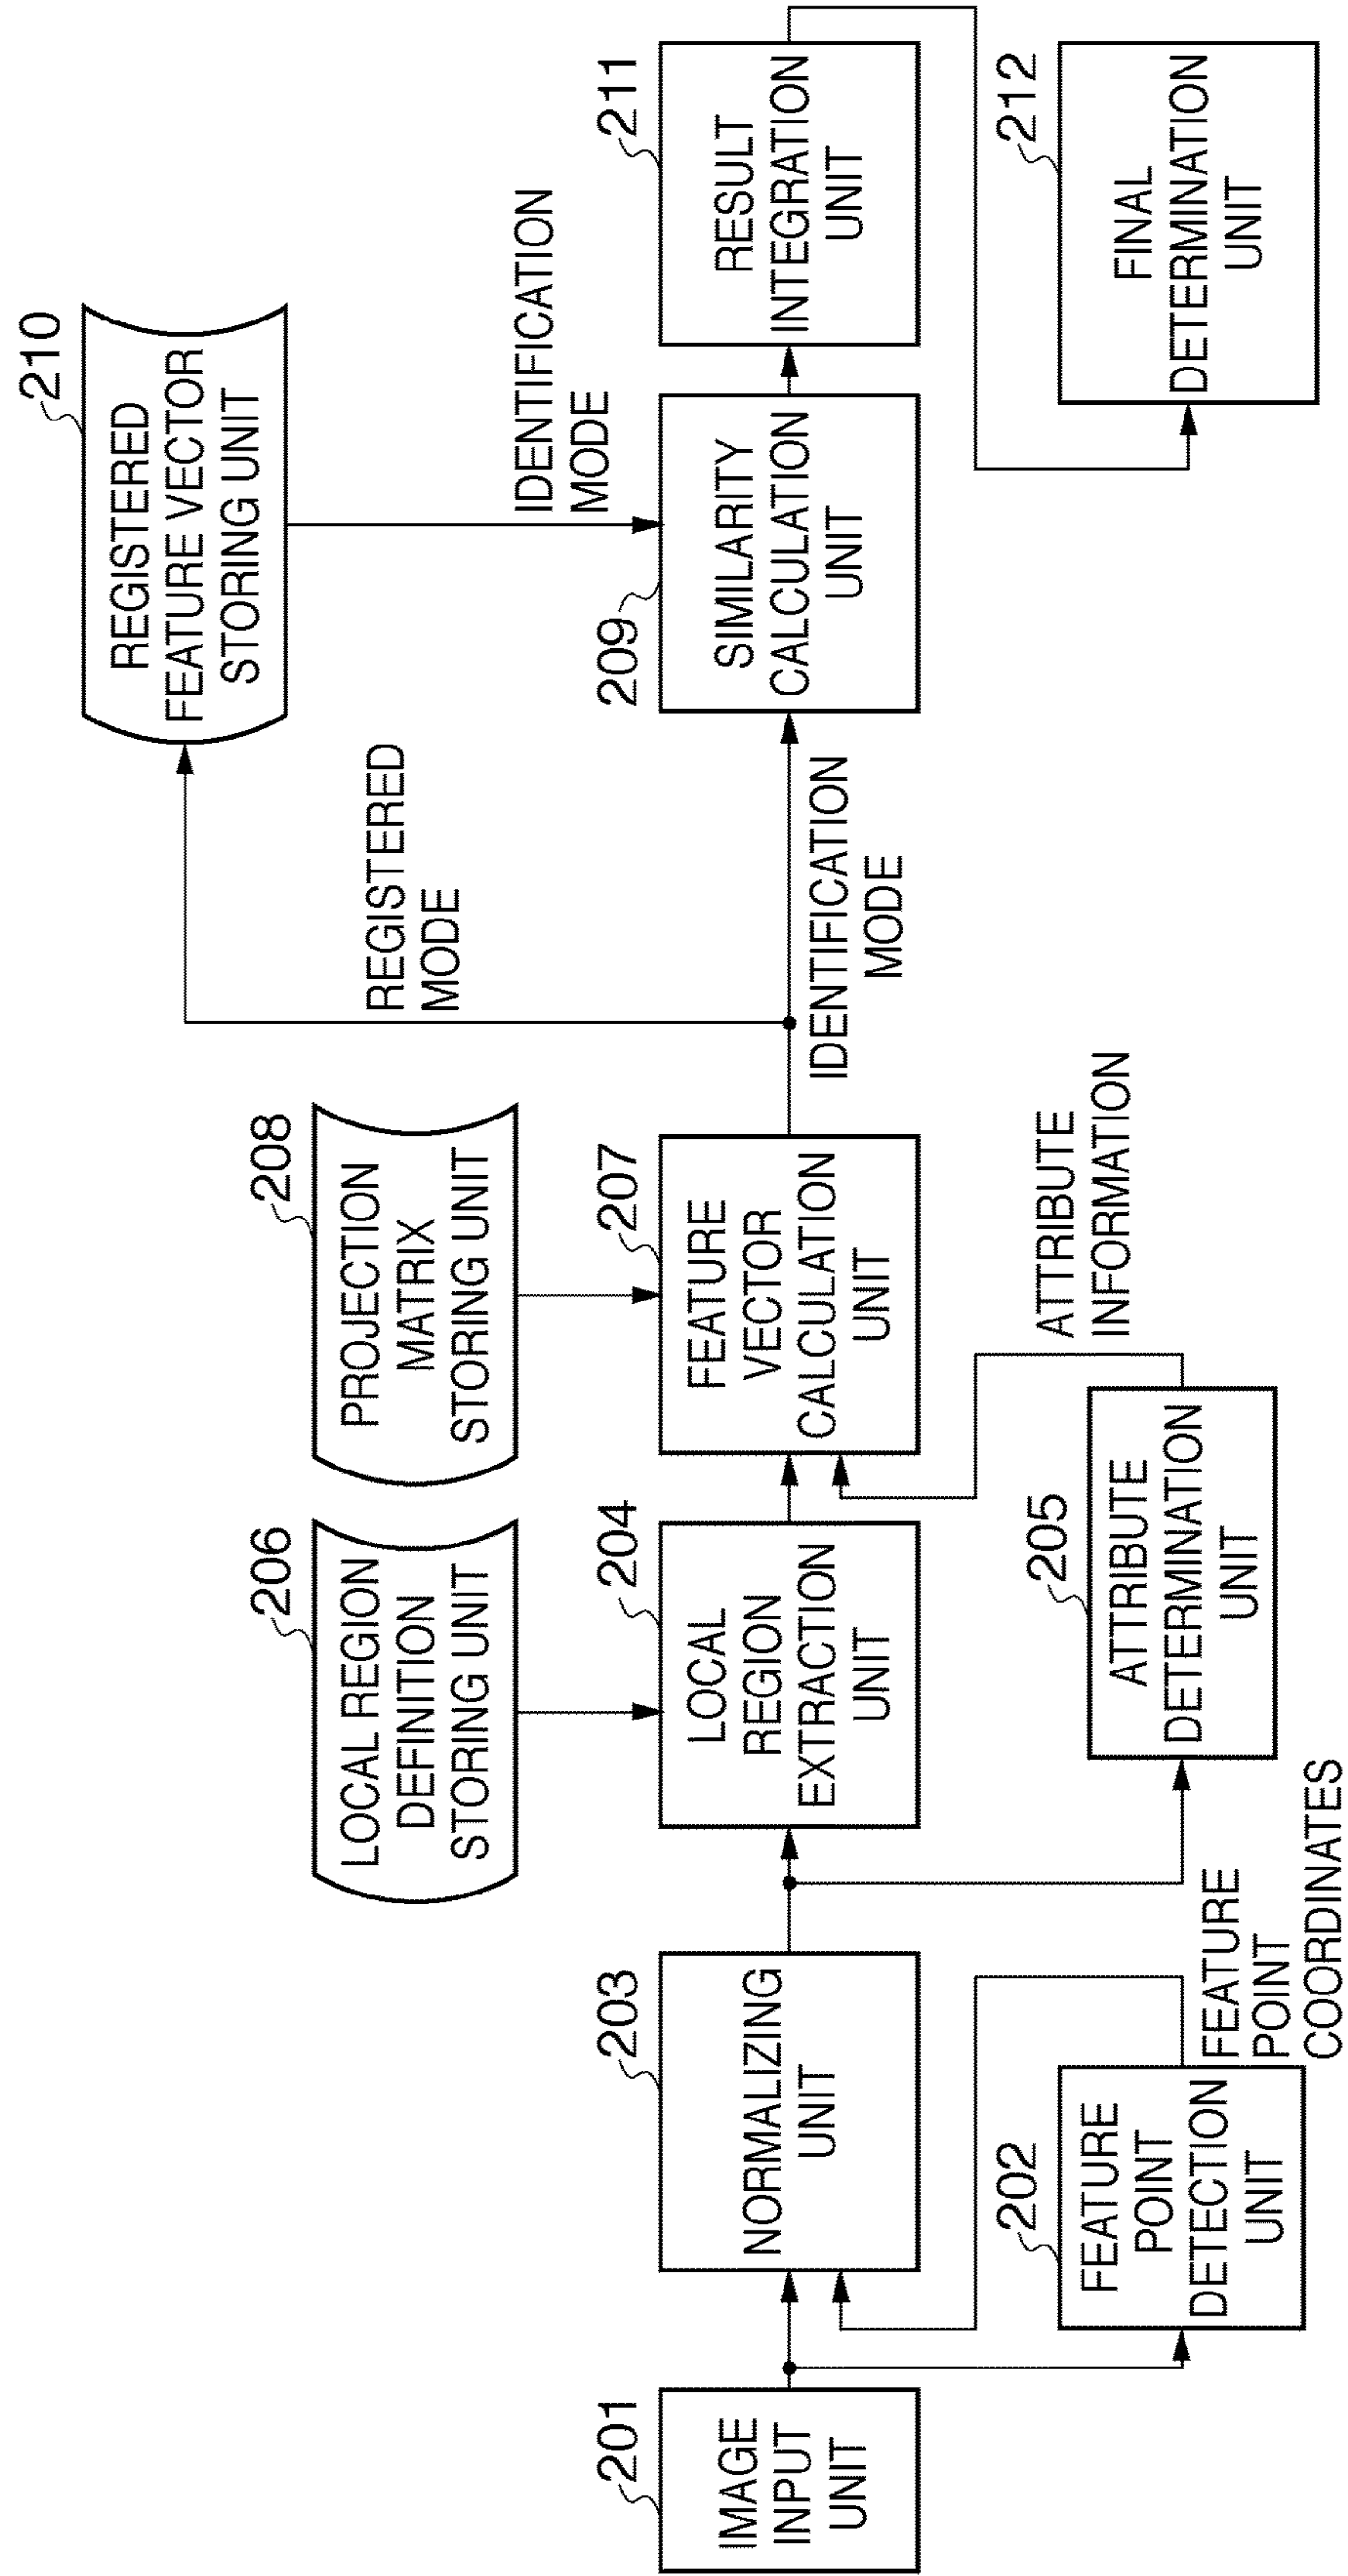 201
IMAGE
INPUT
UNIT
202
FEATURE
POINT
DETECTION
UNIT
FEATURE
POINT
COORDINATES
203
NORMALIZING
UNIT
206
LOCAL REGION
DEFINITION
STORING UNIT
204
LOCAL
REGION
EXTRACTION
UNIT
205
ATTRIBUTE
DETERMINATION
UNIT
ATTRIBUTE
INFORMATION
208
PROJECTION
MATRIX
STORING UNIT
207
FEATURE
VECTOR
CALCULATION
UNIT
REGISTERED
MODE
IDENTIFICATION
MODE
210
REGISTERED
FEATURE VECTOR
STORING UNIT
IDENTIFICATION
MODE
209
SIMILARITY
CALCULATION
UNIT
211
RESULT
INTEGRATION
UNIT
212
FINAL
DETERMINATION
UNIT